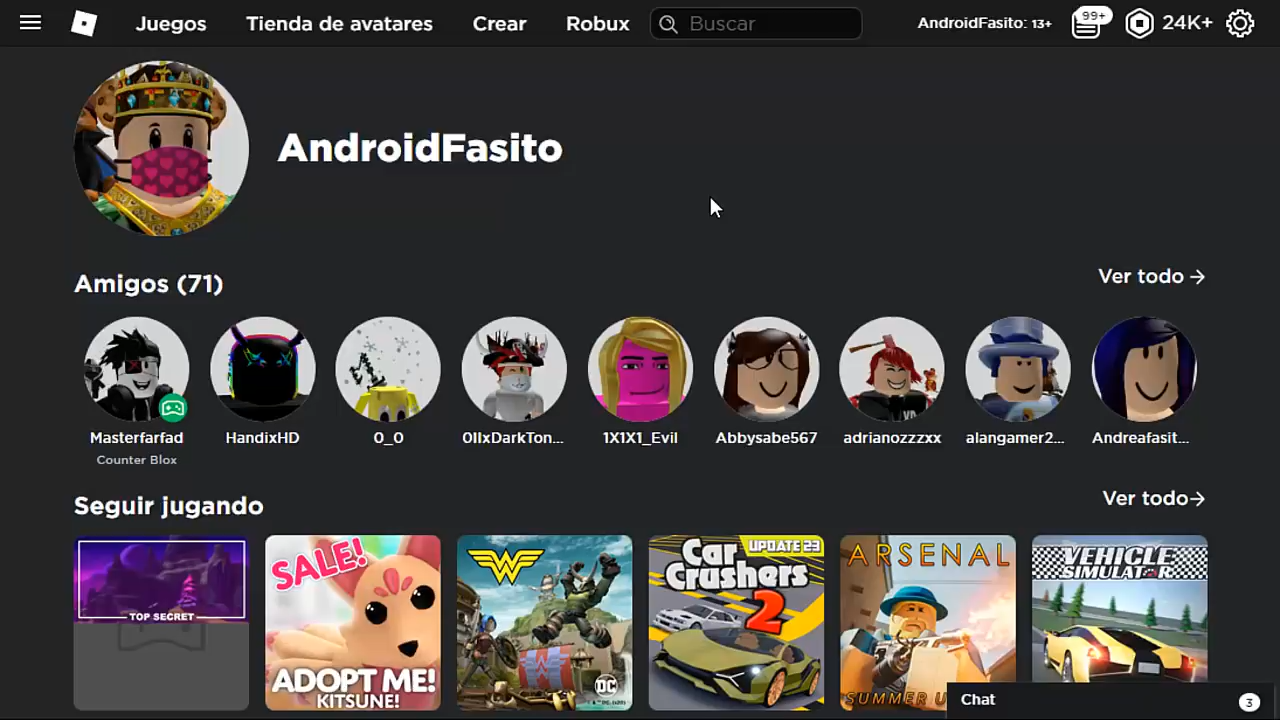 Juegos Tienda de avatares Crear Robux Buscar AndroidFasito: 13+ 99+ 24K+
AndroidFasito
Amigos (71) Ver todo →
Masterfarfad HandixHD 0_0 0IIxDarkTon... 1X1X1_Evil Abbysabe567 adrianozzzxx alangamer2... Andreafasit...
Counter Blox
Seguir jugando Ver todo→
TOP SECRET
SALE!
ADOPT ME!
KITSUNE!
DC
UPDATE 23
Car
Crushers
2
ARSENAL
SUMMER U
VEHICLE
SIMULATOR
Chat 3